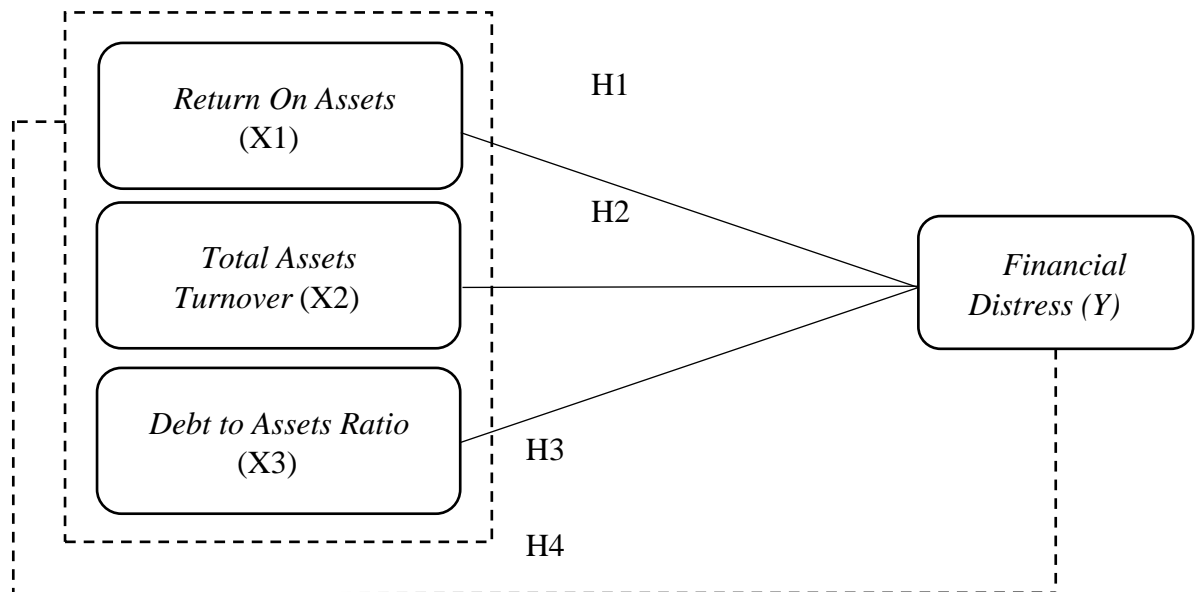 Return On Assets
(X1)
H1
Total Assets
Turnover (X2)
H2
Debt to Assets Ratio
(X3)
H3
H4
Financial
Distress (Y)